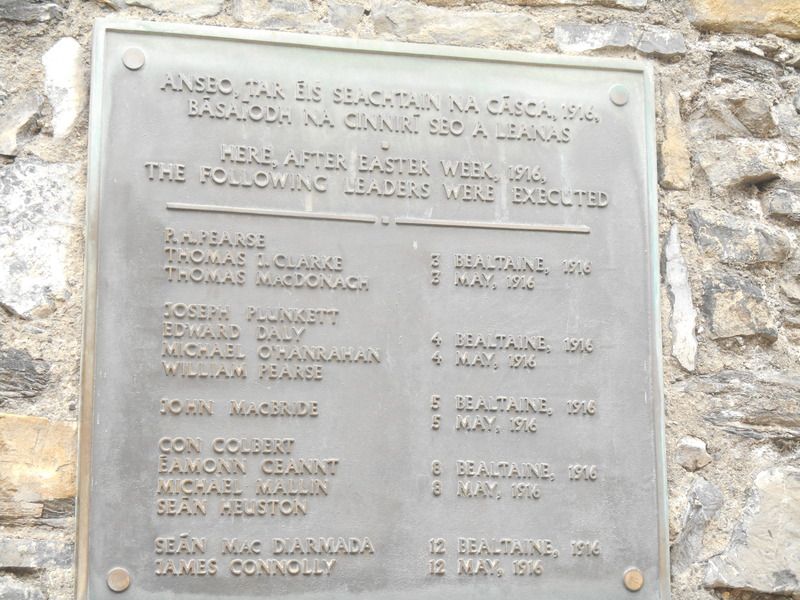 ANSEO, TAR ÉIS SEACHTAIN NA CÁSCA, 1916,
BÁSAÍODH NA CINNIRÍ SEO A LEANAS
HERE, AFTER EASTER WEEK, 1916,
THE FOLLOWING LEADERS WERE EXECUTED
P. H. PEARSE
THOMAS J. CLARKE 3 BEALTAINE, 1916
THOMAS MACDONAGH 3 MAY, 1916
JOSEPH PLUNKETT
EDWARD DALY 4 BEALTAINE, 1916
MICHAEL O'HANRAHAN 4 MAY, 1916
WILLIAM PEARSE
JOHN MACBRIDE 5 BEALTAINE, 1916
5 MAY, 1916
CON COLBERT
ÉAMONN CEANNT 8 BEALTAINE, 1916
MICHAEL MALLIN 8 MAY, 1916
SEAN HEUSTON
SEÁN MAC DIARMADA 12 BEALTAINE, 1916
JAMES CONNOLLY 12 MAY, 1916